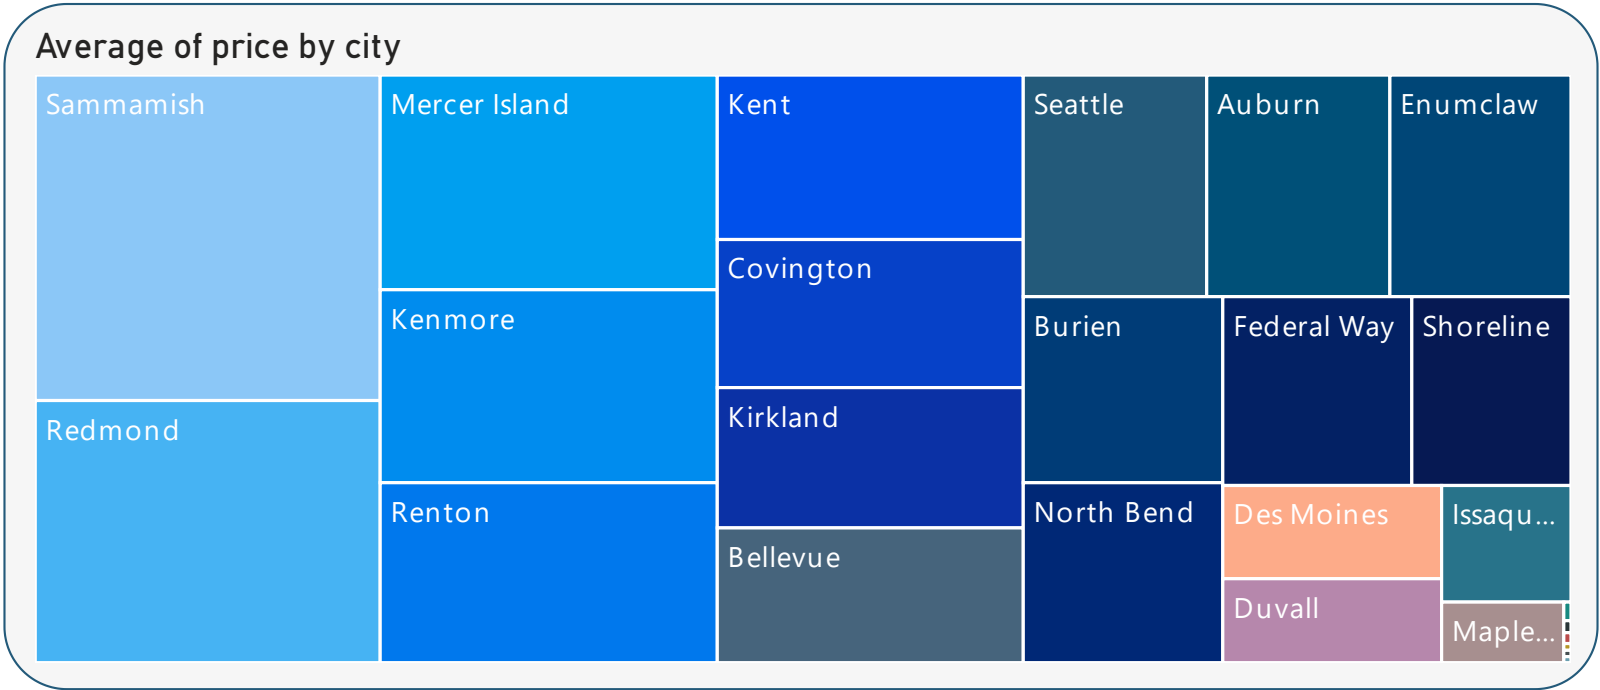 Average of price by city
Sammamish
Redmond
Mercer Island
Kenmore
Renton
Kent
Covington
Kirkland
Bellevue
Seattle
Auburn
Enumclaw
Burien
Federal Way
Shoreline
North Bend
Des Moines
Duvall
Issaqu...
Maple...